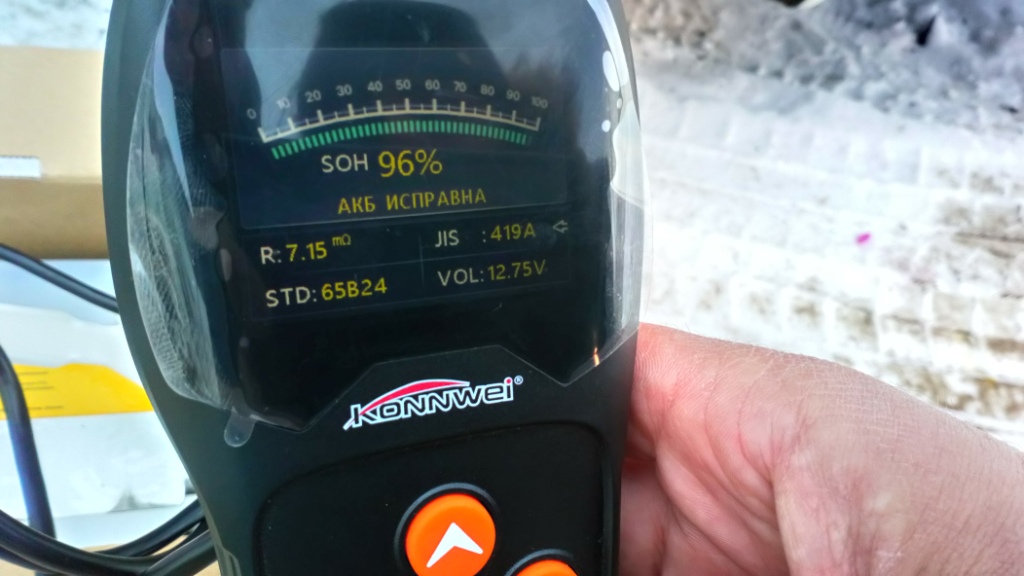 0 10 20 30 40 50 60 70 80 90 100
SOH 96%
АКБ ИСПРАВНА
R: 7.15 mΩ JIS : 419A
STD: 65B24 VOL: 12.75V
KONNWEI®